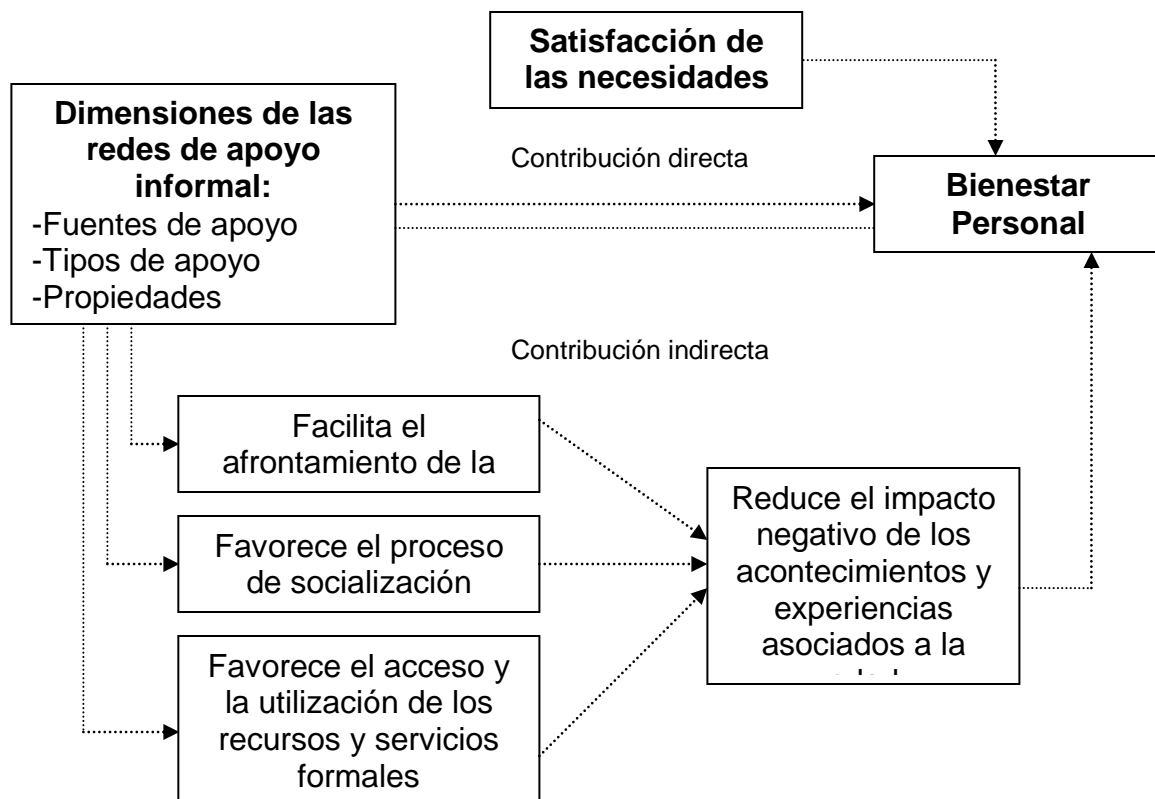 Satisfacción de
las necesidades
Dimensiones de las
redes de apoyo
informal:
-Fuentes de apoyo
-Tipos de apoyo
-Propiedades
Contribución directa
Bienestar
Personal
Contribución indirecta
Facilita el
afrontamiento de la
Favorece el proceso
de socialización
Favorece el acceso y
la utilización de los
recursos y servicios
formales
Reduce el impacto
negativo de los
acontecimientos y
experiencias
asociados a la